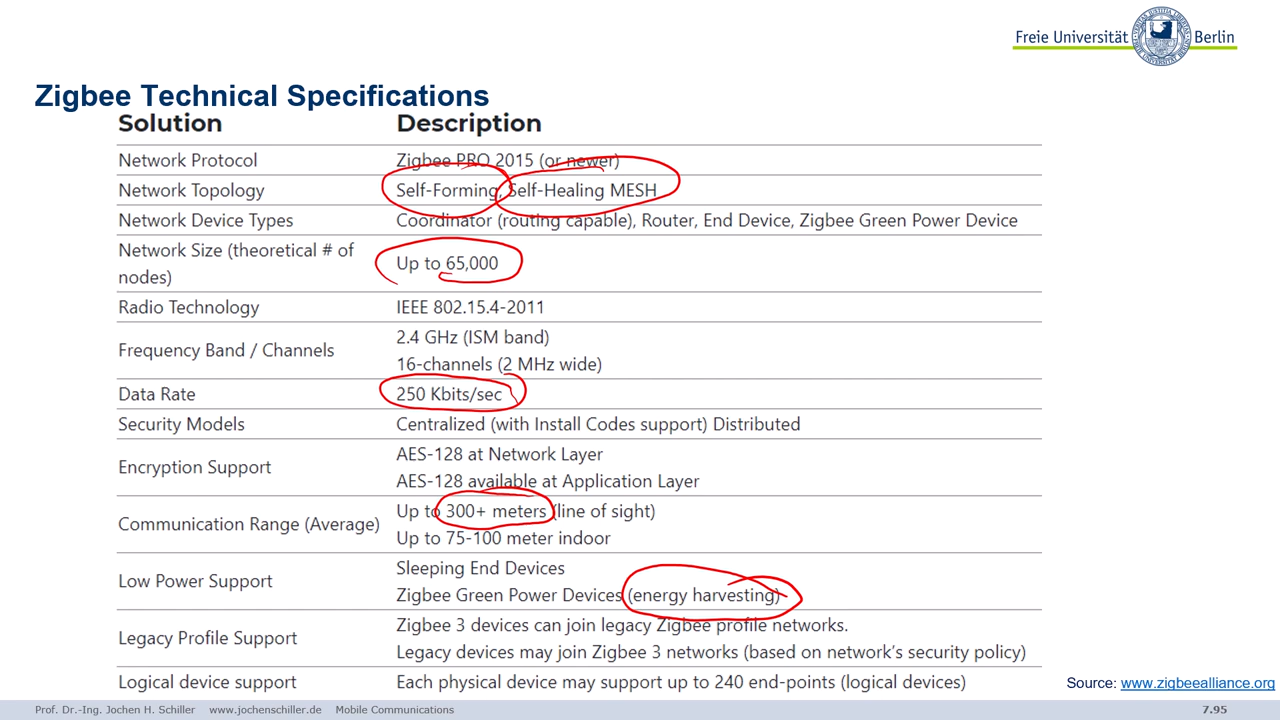 Freie Universität Berlin
Zigbee Technical Specifications
Solution Description
Network Protocol Zigbee PRO 2015 (or newer)
Network Topology Self-Forming, Self-Healing MESH
Network Device Types Coordinator (routing capable), Router, End Device, Zigbee Green Power Device
Network Size (theoretical # of
nodes)
Up to 65,000
Radio Technology IEEE 802.15.4-2011
Frequency Band / Channels
2.4 GHz (ISM band)
16-channels (2 MHz wide)
Data Rate 250 Kbits/sec
Security Models Centralized (with Install Codes support) Distributed
Encryption Support
AES-128 at Network Layer
AES-128 available at Application Layer
Communication Range (Average)
Up to 300+ meters (line of sight)
Up to 75-100 meter indoor
Low Power Support
Sleeping End Devices
Zigbee Green Power Devices (energy harvesting)
Legacy Profile Support
Zigbee 3 devices can join legacy Zigbee profile networks.
Legacy devices may join Zigbee 3 networks (based on network's security policy)
Logical device support Each physical device may support up to 240 end-points (logical devices)
Source: www.zigbeealliance.org
Prof. Dr.-Ing. Jochen H. Schiller www.jochenschiller.de Mobile Communications 7.95